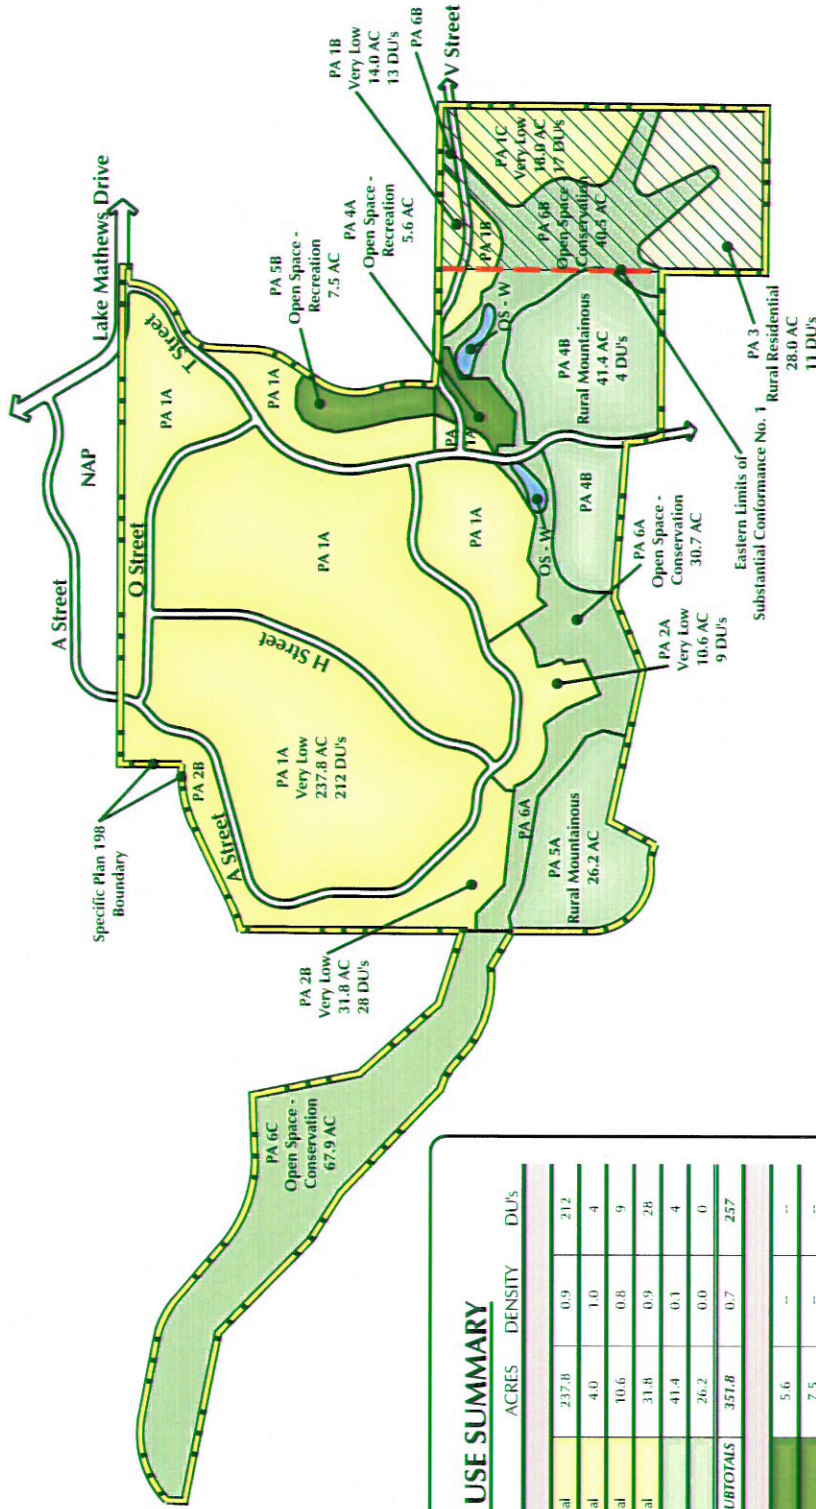 Lake Mathews Drive
V Street
PA 6B
PA 1B
Very Low
14.0 AC
13 DU's
PA 4A
Open Space -
Recreation
5.6 AC
PA 5B
Open Space -
Recreation
7.5 AC
T Street
PA 1A
NAP
A Street
O Street
PA 1A
PA
1A
PA 1B
PA 1C
Very Low
18.0 AC
17 DU's
PA 6B
Open Space
Conservation
40.5 AC
OS - W
PA 4B
Rural Mountainous
41.4 AC
4 DU's
PA 3
Rural Residential
28.0 AC
11 DU's
Eastern Limits of
Substantial Conformance No. 1
PA 1A
PA 1A
H Street
OS - W
PA 4B
PA 6A
Open Space -
Conservation
30.7 AC
PA 2A
Very Low
10.6 AC
9 DU's
Specific Plan 198
Boundary
PA 2B
A Street
PA 1A
Very Low
237.8 AC
212 DU's
PA 6A
PA 5A
Rural Mountainous
26.2 AC
PA 2B
Very Low
31.8 AC
28 DU's
PA 6C
Open Space -
Conservation
67.9 AC
USE SUMMARY
ACRES DENSITY DU's
al 237.8 0.9 212
al 4.0 1.0 4
al 10.6 0.8 9
al 31.8 0.9 28
41.4 0.1 4
26.2 0.0 0
UBTOTALS 351.8 0.7 257
5.6 -- --
7.5 -- --